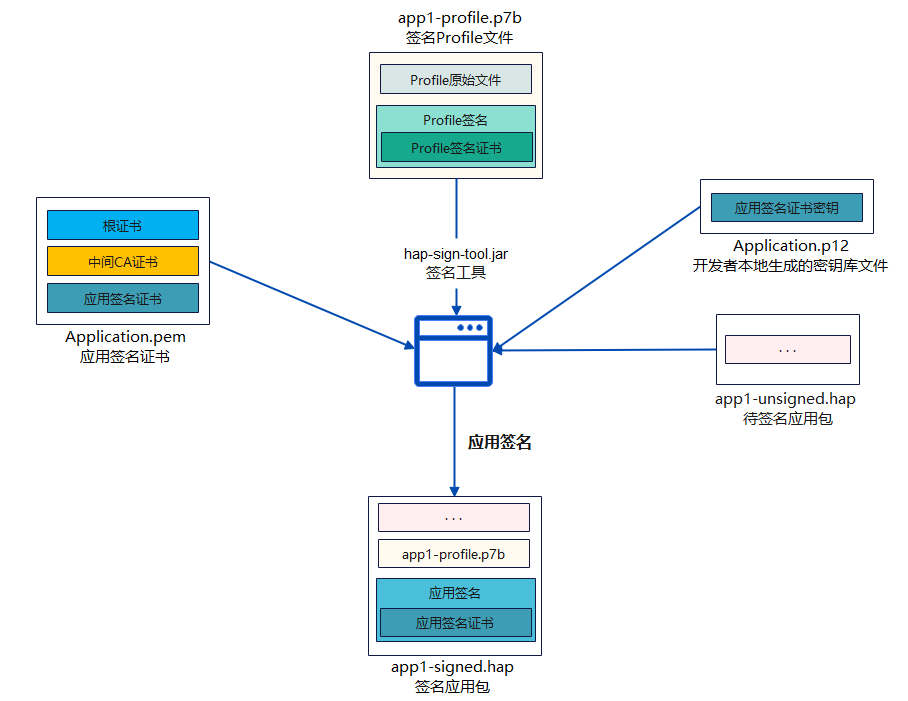 app1-profile.p7b
签名Profile文件
Profile原始文件
Profile签名
Profile签名证书
根证书
中间CA证书
应用签名证书
Application.pem
应用签名证书
hap-sign-tool.jar
签名工具
应用签名证书密钥
Application.p12
开发者本地生成的密钥库文件
...
app1-unsigned.hap
待签名应用包
应用签名
...
app1-profile.p7b
应用签名
应用签名证书
app1-signed.hap
签名应用包